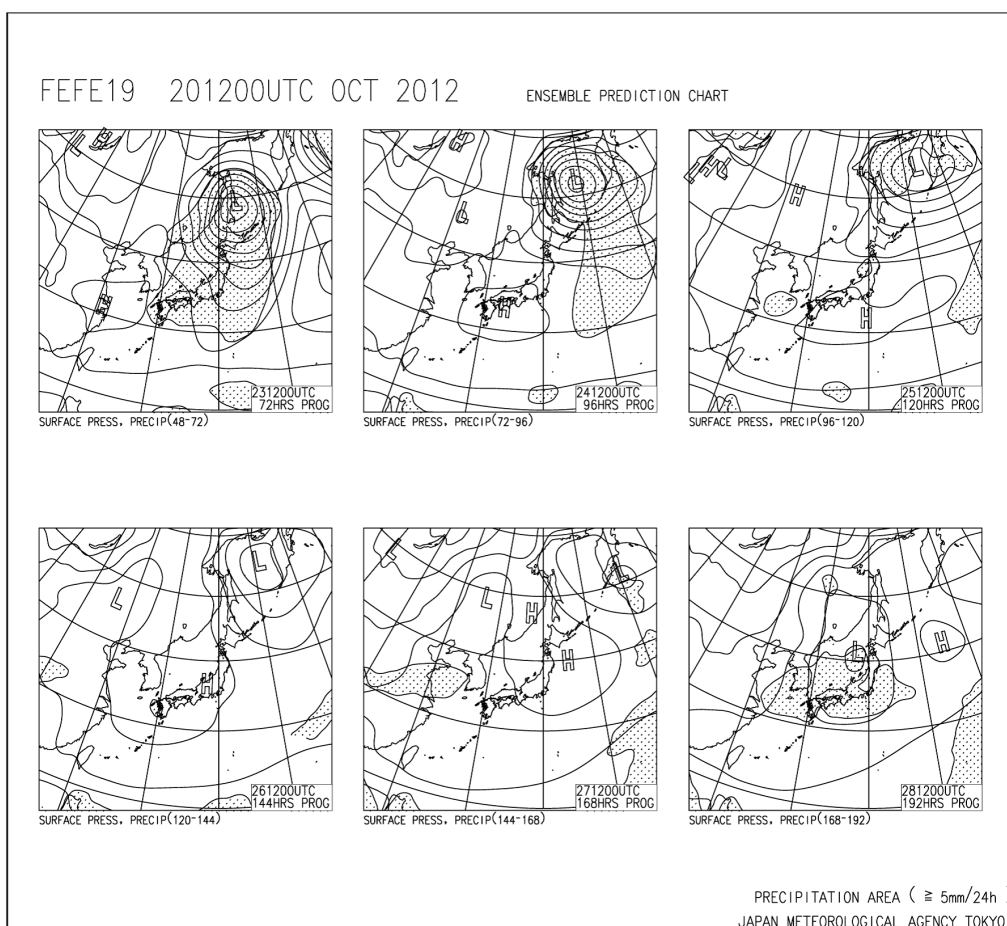 FEFE19 201200UTC OCT 2012 ENSEMBLE PREDICTION CHART
L H
L
H
231200UTC
72HRS PROG
SURFACE PRESS, PRECIP(48-72)
H
L
L
H
241200UTC
96HRS PROG
SURFACE PRESS, PRECIP(72-96)
L
H
H
251200UTC
120HRS PROG
SURFACE PRESS, PRECIP(96-120)
L
L
H
261200UTC
144HRS PROG
SURFACE PRESS, PRECIP(120-144)
L
L
L
H
H
271200UTC
168HRS PROG
SURFACE PRESS, PRECIP(144-168)
L
H
281200UTC
192HRS PROG
SURFACE PRESS, PRECIP(168-192)
PRECIPITATION AREA ( ≧ 5mm/24h )
JAPAN METEOROLOGICAL AGENCY TOKYO